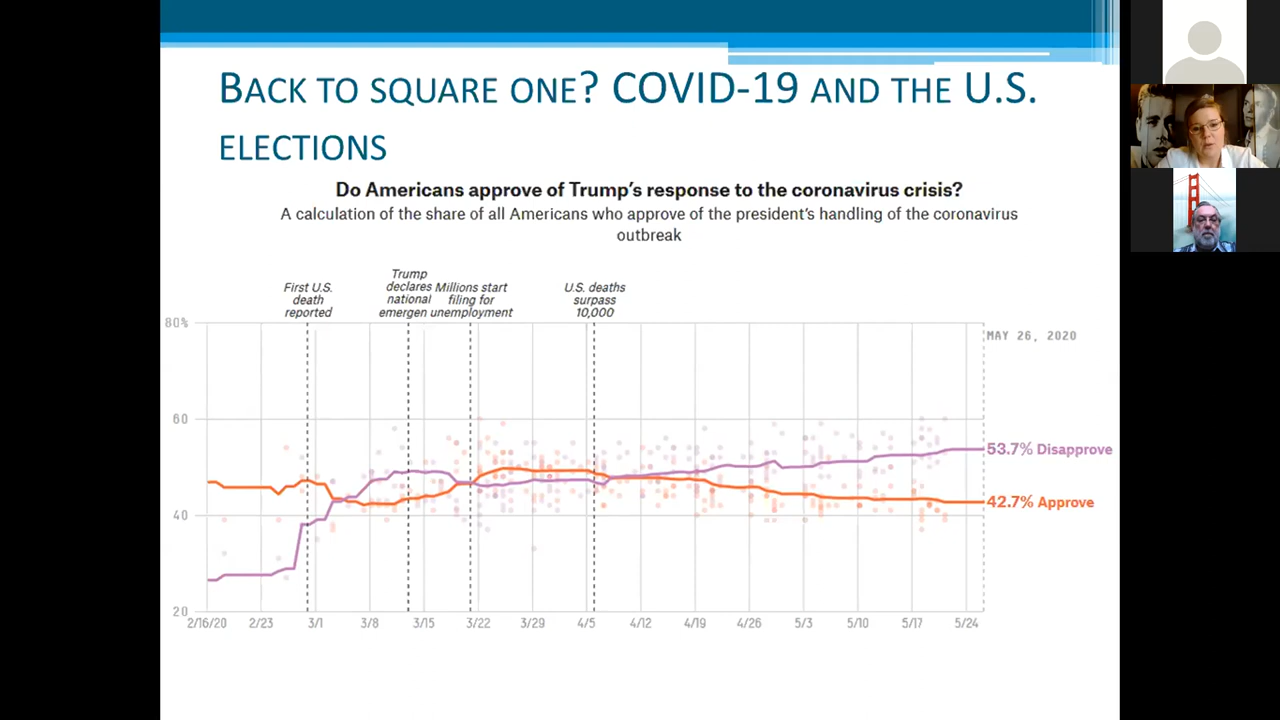 BACK TO SQUARE ONE? COVID-19 AND THE U.S.
ELECTIONS
Do Americans approve of Trump's response to the coronavirus crisis?
A calculation of the share of all Americans who approve of the president's handling of the coronavirus
outbreak
First U.S.
death
reported
Trump
declares
national
emergen
Millions start
filing for
unemployment
U.S. deaths
surpass
10,000
80%
MAY 26, 2020
60
53.7% Disapprove
42.7% Approve
40
20
2/16/20 2/23 3/1 3/8 3/15 3/22 3/29 4/5 4/12 4/19 4/26 5/3 5/10 5/17 5/24